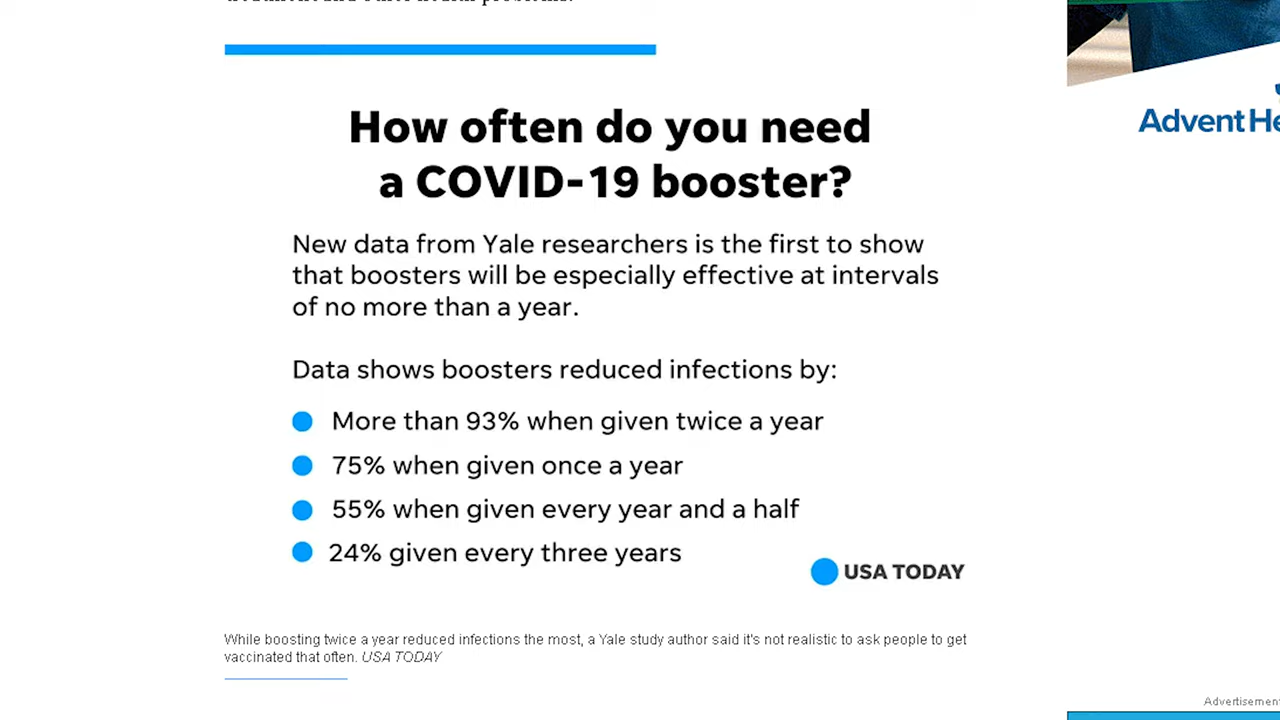 How often do you need
a COVID-19 booster?
New data from Yale researchers is the first to show
that boosters will be especially effective at intervals
of no more than a year.
Data shows boosters reduced infections by:
More than 93% when given twice a year
75% when given once a year
55% when given every year and a half
24% given every three years
USA TODAY
While boosting twice a year reduced infections the most, a Yale study author said it's not realistic to ask people to get
vaccinated that often. USA TODAY
AdventHe
Advertisement